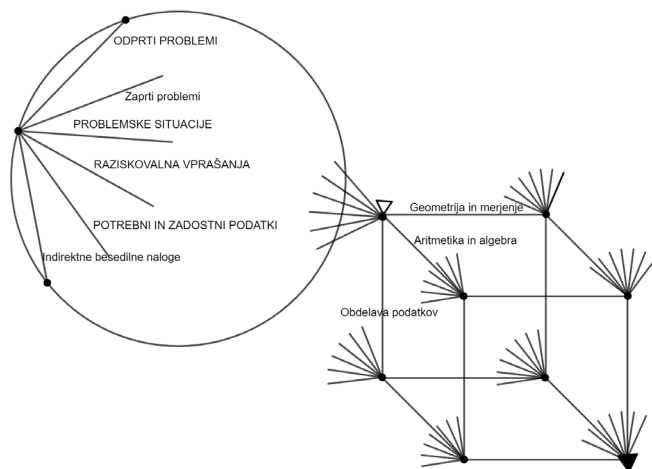 ODPRTI PROBLEMI
Zaprti problemi
PROBLEMSKE SITUACIJE
RAZISKOVALNA VPRAŠANJA
POTREBNI IN ZADOSTNI PODATKI
Indirektne besedilne naloge
Geometrija in merjenje
Aritmetika in algebra
Obdelava podatkov